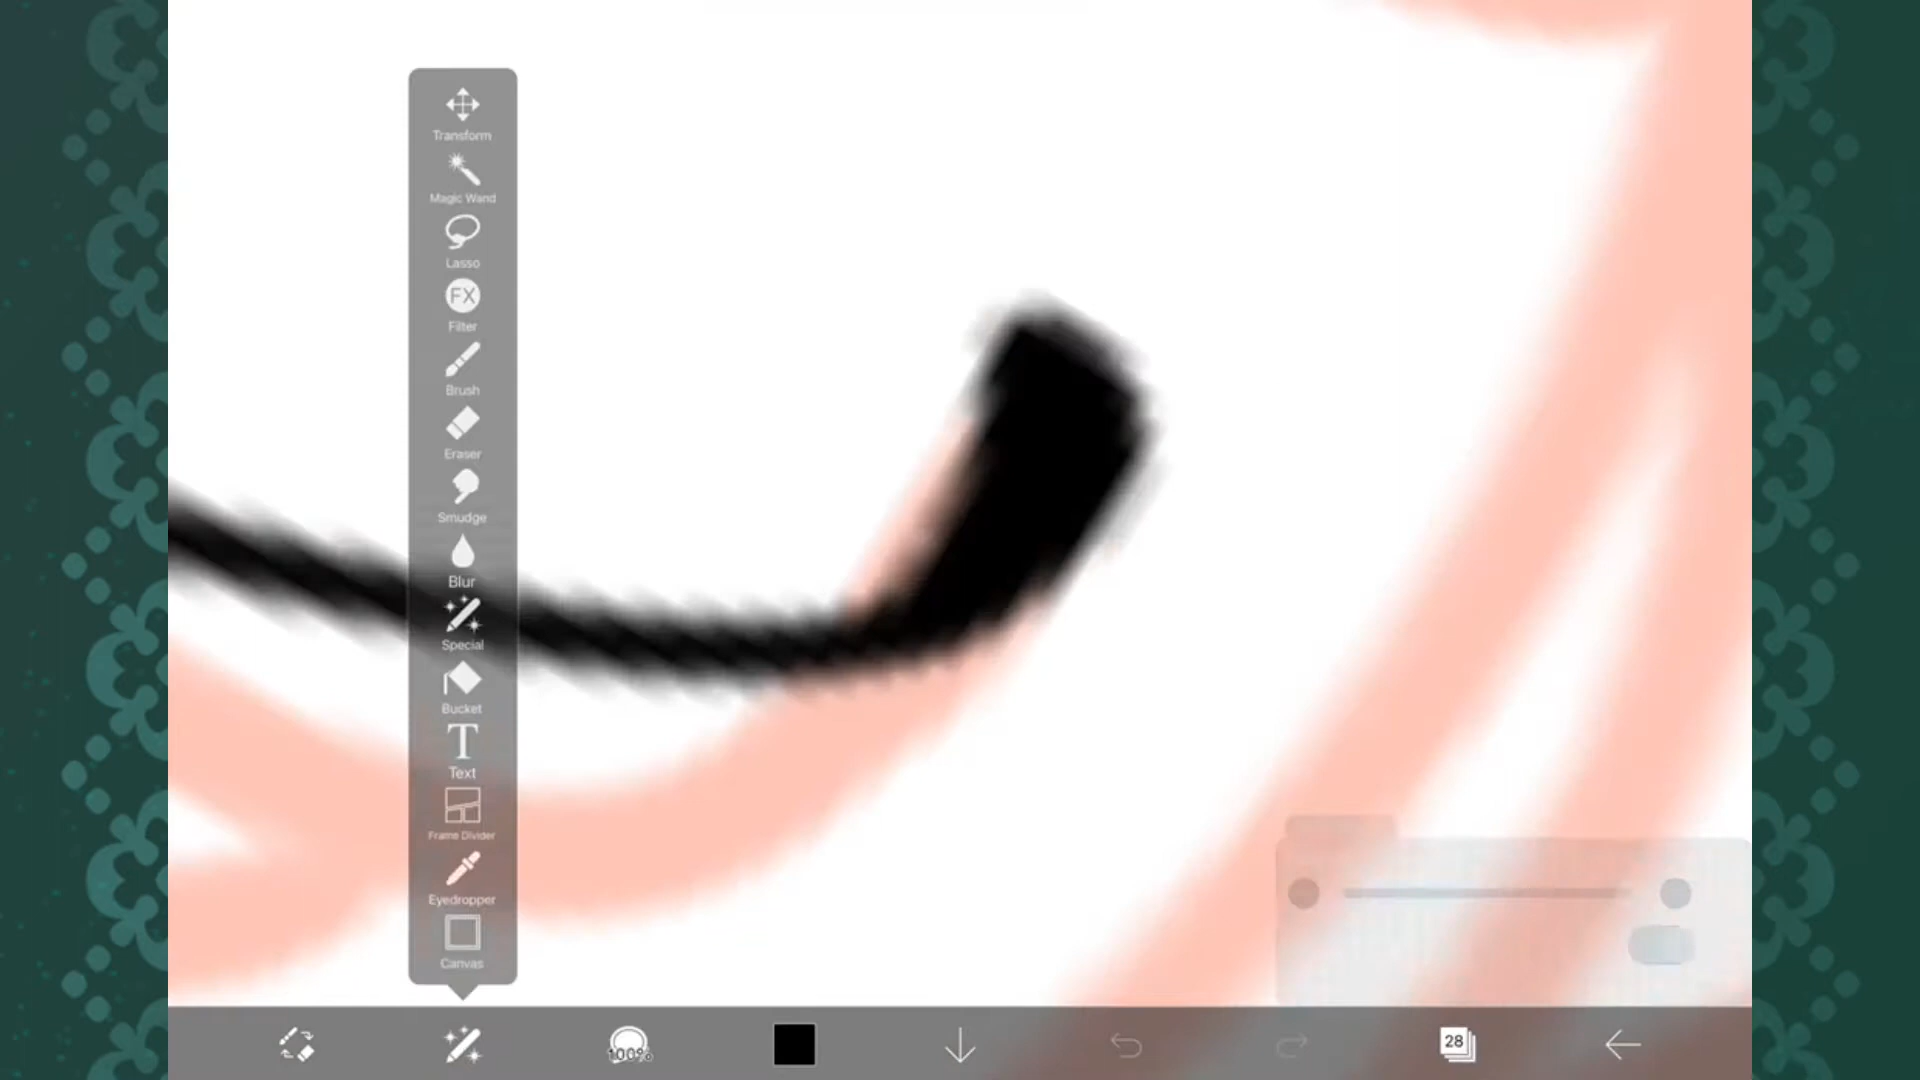 Transform
Magic Wand
Lasso
FX
Filter
Brush
Eraser
Smudge
Blur
Special
Bucket
T
Text
Frame Divider
Eyedropper
Canvas
100%
28